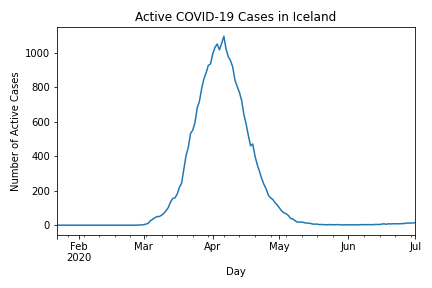 Active COVID-19 Cases in Iceland
Number of Active Cases
1000
800
600
400
200
0
Feb Mar Apr May Jun Jul
2020
Day